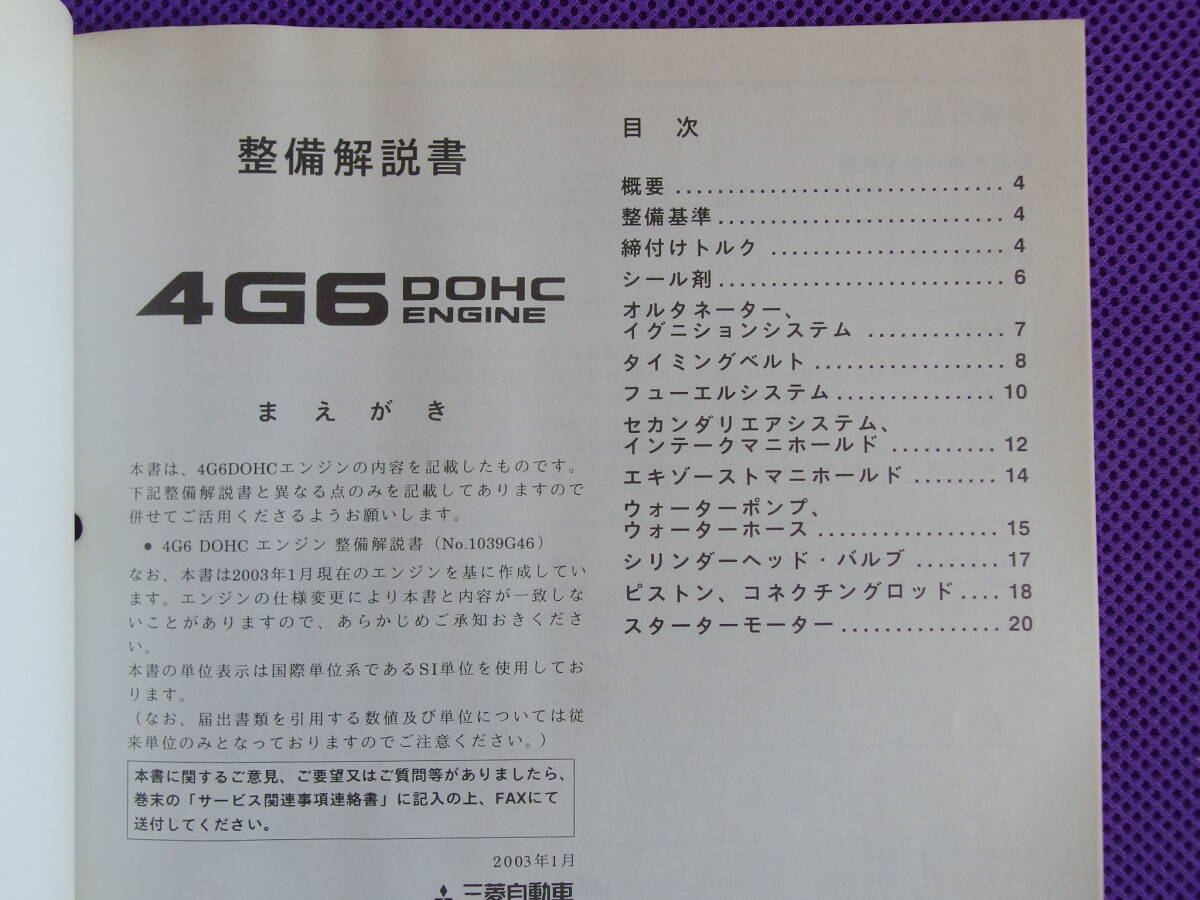 整備解説書
4G6 DOHC ENGINE
まえがき
本書は、4G6DOHCエンジンの内容を記載したものです。
下記整備解説書と異なる点のみを記載してありますので
併せてご活用くださるようお願いします。
● 4G6 DOHC エンジン 整備解説書（No.1039G46）
なお、本書は2003年1月現在のエンジンを基に作成してい
ます。エンジンの仕様変更により本書と内容が一致しな
いことがありますので、あらかじめご承知おきくださ
い。
本書の単位表示は国際単位系であるSI単位を使用してお
ります。
（なお、届出書類を引用する数値及び単位については従
来単位のみとなっておりますのでご注意ください。）
本書に関するご意見、ご要望又はご質問等がありましたら、
巻末の「サービス関連事項連絡書」に記入の上、FAXにて
送付してください。
2003年1月
三菱自動車
目 次
概要 ................................ 4
整備基準 ............................ 4
締付けトルク ....................... 4
シール剤 ............................ 6
オルタネーター、
イグニションシステム ............. 7
タイミングベルト .................. 8
フューエルシステム ............... 10
セカンダリエアシステム、
インテークマニホールド .......... 12
エキゾーストマニホールド ........ 14
ウォーターポンプ、
ウォーターホース ................. 15
シリンダーヘッド・バルブ ........ 17
ピストン、コネクチングロッド .... 18
スターターモーター ............... 20